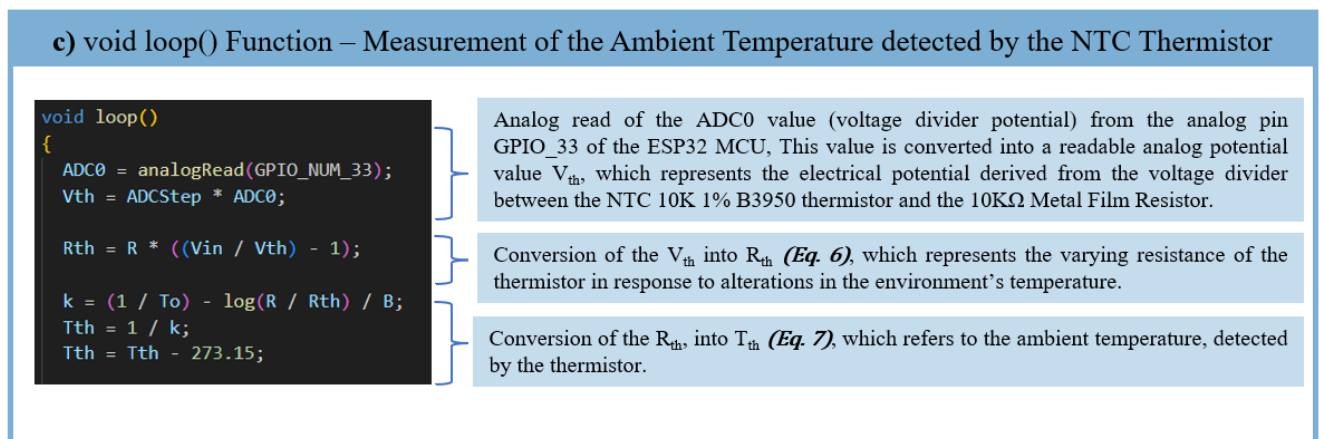 c) void loop() Function – Measurement of the Ambient Temperature detected by the NTC Thermistor
void loop()
{
ADC0 = analogRead(GPIO_NUM_33);
Vth = ADCStep * ADC0;
Rth = R * ((Vin / Vth) - 1);
k = (1 / To) - log(R / Rth) / B;
Tth = 1 / k;
Tth = Tth - 273.15;
Analog read of the ADC0 value (voltage divider potential) from the analog pin
GPIO_33 of the ESP32 MCU, This value is converted into a readable analog potential
value Vth, which represents the electrical potential derived from the voltage divider
between the NTC 10K 1% B3950 thermistor and the 10KΩ Metal Film Resistor.
Conversion of the Vth into Rth (Eq. 6), which represents the varying resistance of the
thermistor in response to alterations in the environment’s temperature.
Conversion of the Rth, into Tth (Eq. 7), which refers to the ambient temperature, detected
by the thermistor.